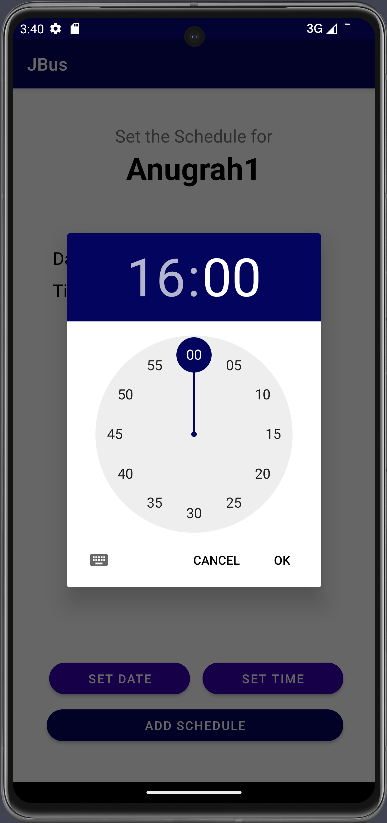 3:40 3G
JBus
Set the Schedule for
Anugrah1
Da
Ti
16:00
00
55 05
50 10
45 15
40 20
35 25
30
CANCEL OK
SET DATE SET TIME
ADD SCHEDULE